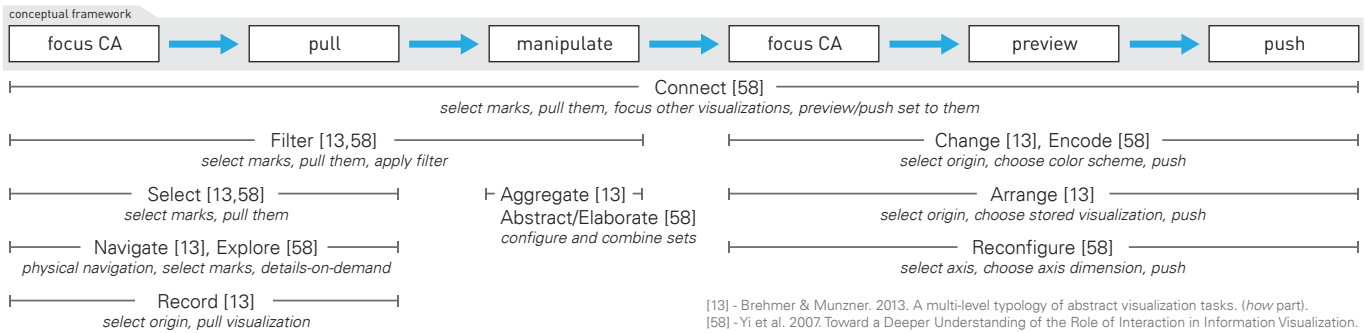 conceptual framework
focus CA
pull
manipulate
focus CA
preview
push
Connect [58]
select marks, pull them, focus other visualizations, preview/push set to them
Filter [13,58]
select marks, pull them, apply filter
Change [13], Encode [58]
select origin, choose color scheme, push
Select [13,58]
select marks, pull them
Aggregate [13]
Abstract/Elaborate [58]
configure and combine sets
Arrange [13]
select origin, choose stored visualization, push
Navigate [13], Explore [58]
physical navigation, select marks, details-on-demand
Reconfigure [58]
select axis, choose axis dimension, push
Record [13]
select origin, pull visualization
[13] - Brehmer & Munzner. 2013. A multi-level typology of abstract visualization tasks. (how part).
[58] - Yi et al. 2007. Toward a Deeper Understanding of the Role of Interaction in Information Visualization.